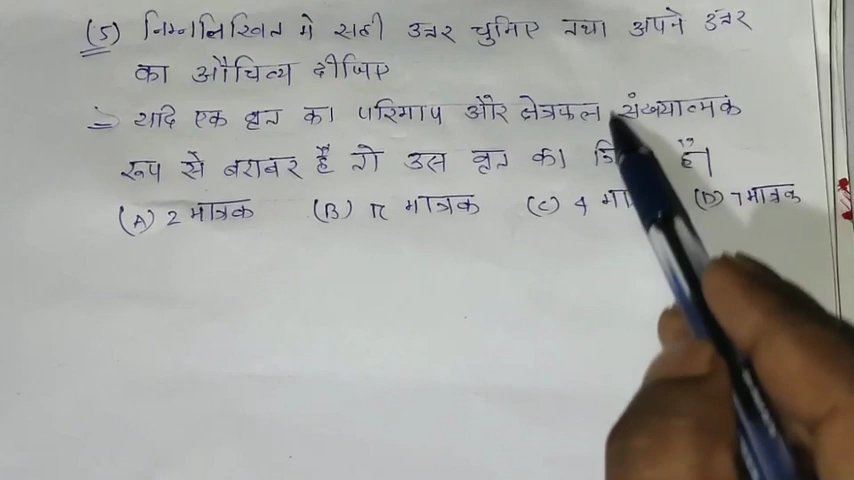 (5) निम्नलिखित मे सही उत्तर चुनिए तथा अपने उत्तर
का औचित्य दीजिए
⇒ यदि एक वृत का परिमाप और क्षेत्रफल संख्यात्मक
रूप से बराबर है तो उस वृत का है।
(A) 2 मात्रक (B) π मात्रक (C) 4 (D) 7 मात्रक